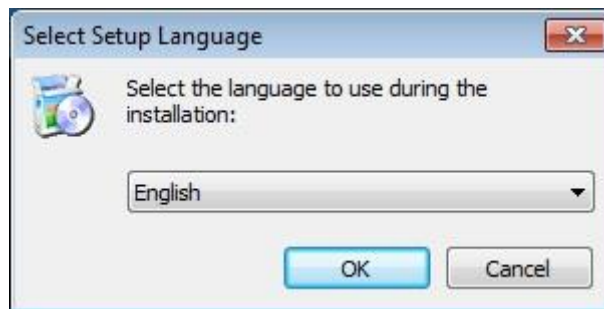 Select Setup Language
Select the language to use during the
installation:
English
OK
Cancel